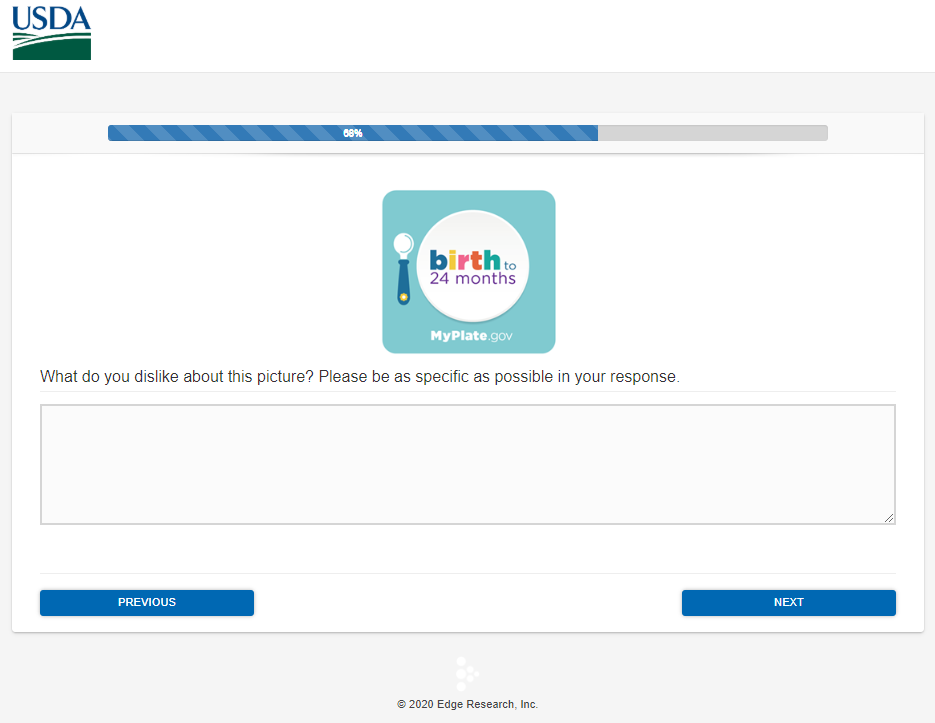 USDA
68%
birth to
24 months
MyPlate.gov
What do you dislike about this picture? Please be as specific as possible in your response.
PREVIOUS
NEXT
© 2020 Edge Research, Inc.